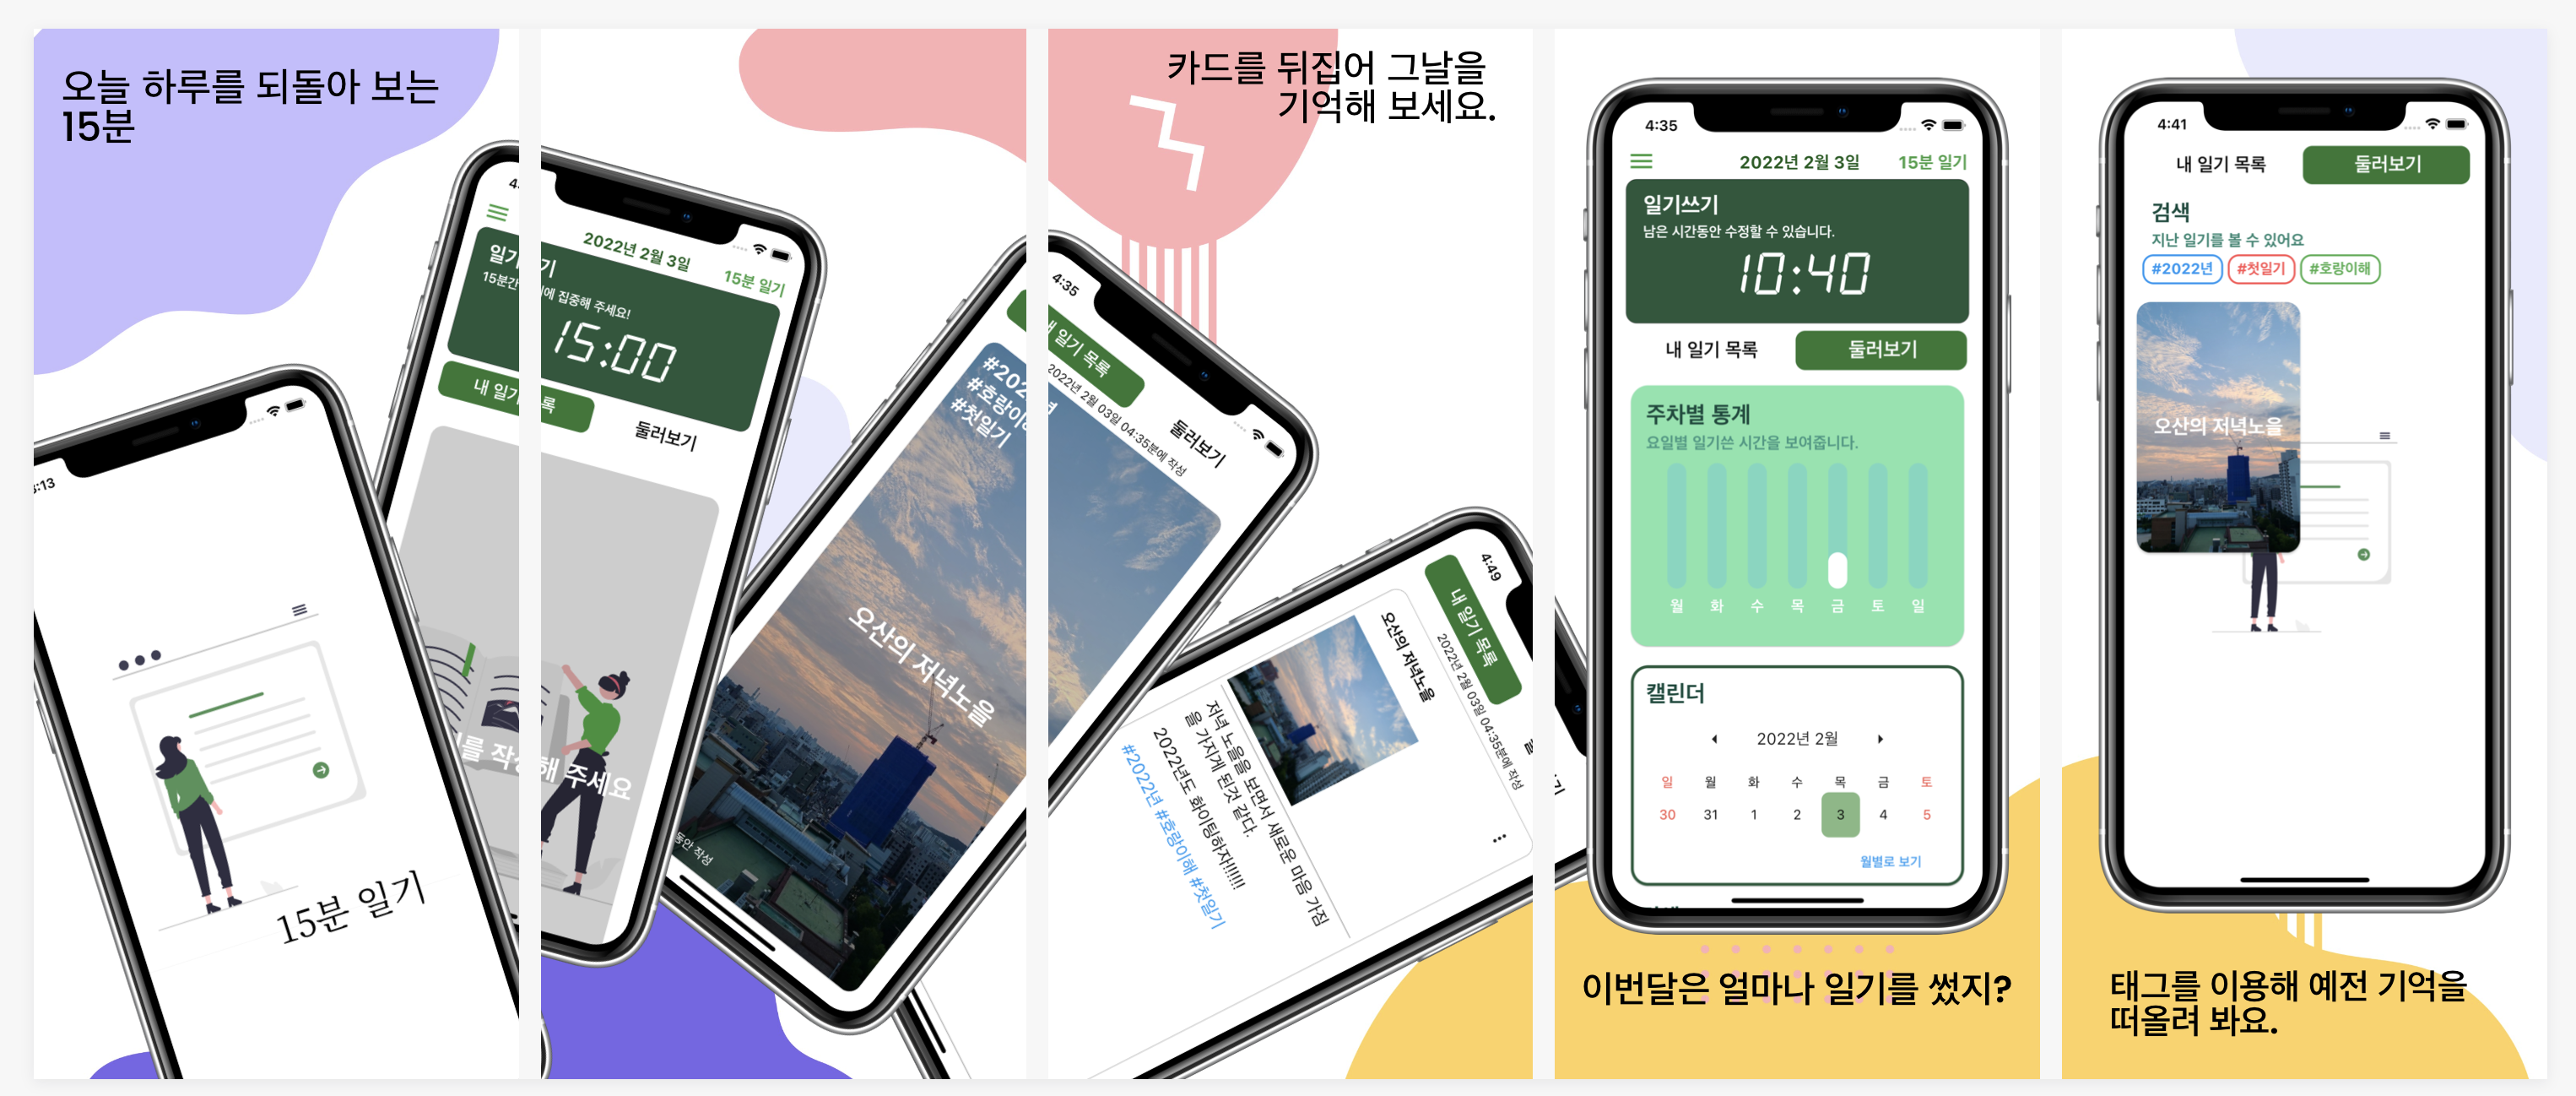 오늘 하루를 되돌아 보는
15분
:13
15분 일기
2022년 2월 3일
15분 일기
15분간
에 집중해 주세요!
15:00
내 일기
록
둘러보기
를 작성해 주세요
카드를 뒤집어 그날을
기억해 보세요.
4:35
내 일기 목록
둘러보기
2022년 2월 03일 04:35분에 작성
#2022년
#호랑이해
#첫일기
오산의 저녁노을
동안 작성
4:49
내 일기 목록
2022년 2월 03일 04:35분에 작성
오산의 저녁노을
저녁 노을을 보면서 새로운 마음 가짐
을 가지게 된것 같다.
2022년도 화이팅하자!!!!!!
#2022년 #호랑이해 #첫일기
4:35
2022년 2월 3일
15분 일기
일기쓰기
남은 시간동안 수정할 수 있습니다.
10:40
내 일기 목록
둘러보기
주차별 통계
요일별 일기쓴 시간을 보여줍니다.
월 화 수 목 금 토 일
캘린더
2022년 2월
일 월 화 수 목 금 토
30 31 1 2 3 4 5
월별로 보기
이번달은 얼마나 일기를 썼지?
4:41
내 일기 목록
둘러보기
검색
지난 일기를 볼 수 있어요
#2022년 #첫일기 #호랑이해
오산의 저녁노을
태그를 이용해 예전 기억을
떠올려 봐요.